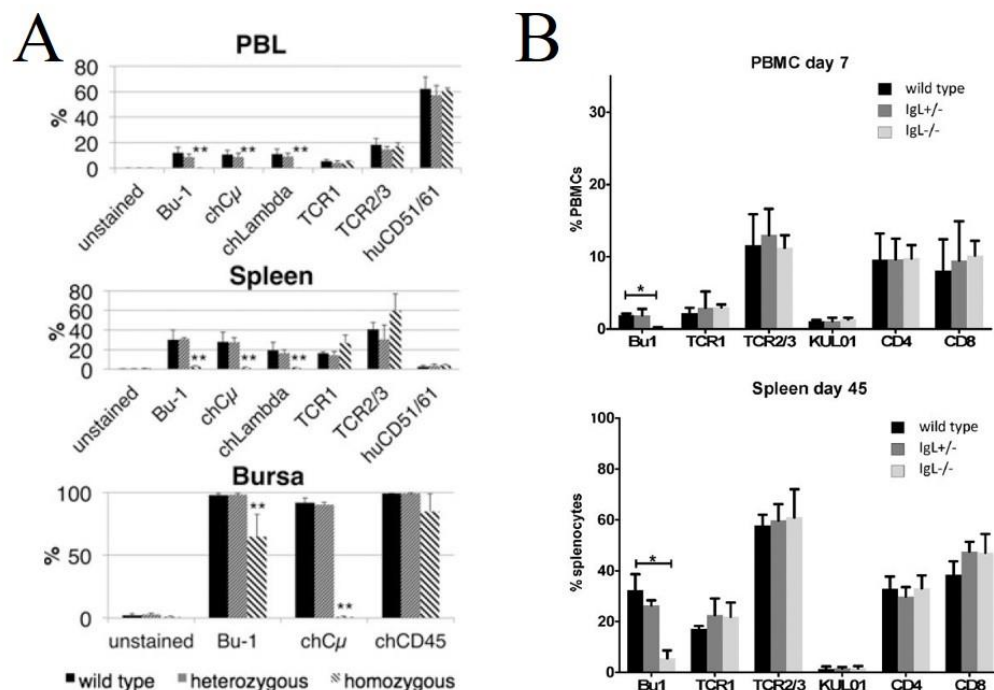 A
PBL
80
60
40
20
0
%
** ** **
unstained Bu-1 chCμ chLambda TCR1 TCR2/3 huCD51/61
Spleen
80
60
40
20
0
%
** ** **
unstained Bu-1 chCμ chLambda TCR1 TCR2/3 huCD51/61
Bursa
100
50
0
%
** **
unstained Bu-1 chCμ chCD45
wild type heterozygous homozygous
B
PBMC day 7
wild type
IgL+/-
IgL-/-
30
20
10
0
% PBMCs
*
Bu1 TCR1 TCR2/3 KUL01 CD4 CD8
Spleen day 45
wild type
IgL+/-
IgL-/-
100
80
60
40
20
0
% splenocytes
*
Bu1 TCR1 TCR2/3 KUL01 CD4 CD8